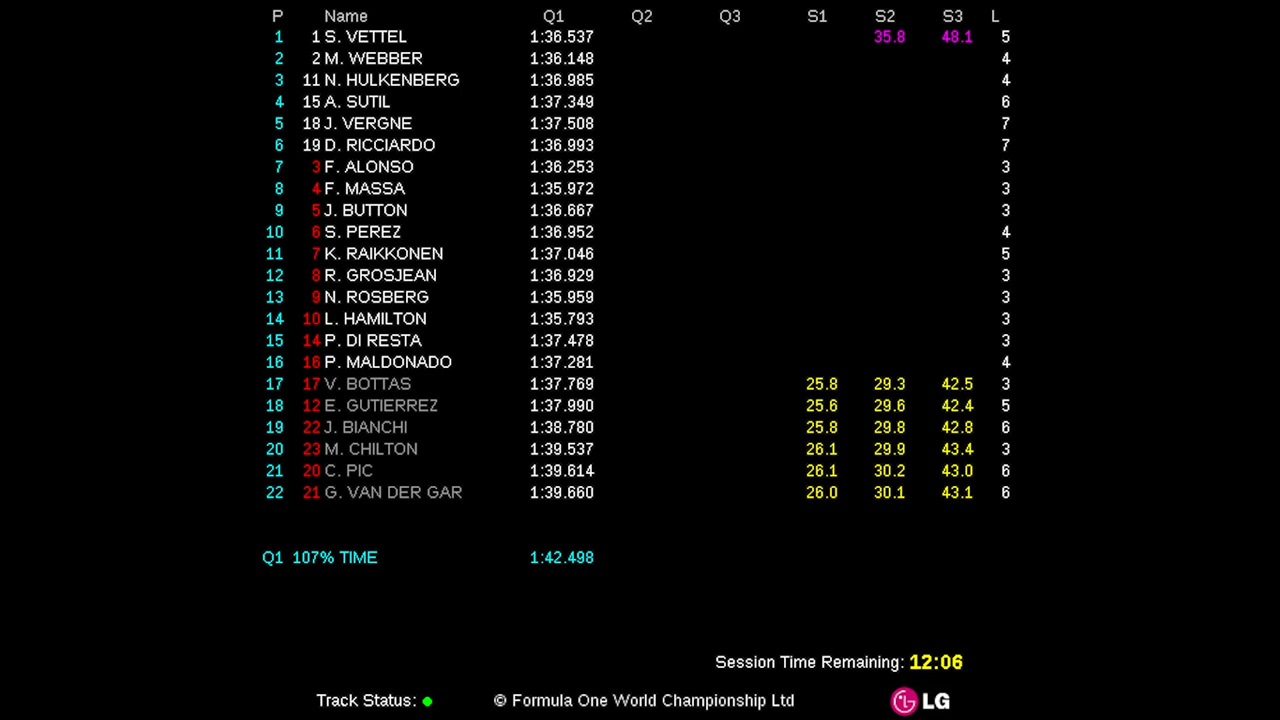 P Name Q1 Q2 Q3 S1 S2 S3 L
1 1 S. VETTEL 1:36.537 35.8 48.1 5
2 2 M. WEBBER 1:36.148 4
3 11 N. HULKENBERG 1:36.985 4
4 15 A. SUTIL 1:37.349 6
5 18 J. VERGNE 1:37.508 7
6 19 D. RICCIARDO 1:36.993 7
7 3 F. ALONSO 1:36.253 3
8 4 F. MASSA 1:35.972 3
9 5 J. BUTTON 1:36.667 3
10 6 S. PEREZ 1:36.952 4
11 7 K. RAIKKONEN 1:37.046 5
12 8 R. GROSJEAN 1:36.929 3
13 9 N. ROSBERG 1:35.959 3
14 10 L. HAMILTON 1:35.793 3
15 14 P. DI RESTA 1:37.478 3
16 16 P. MALDONADO 1:37.281 4
17 17 V. BOTTAS 1:37.769 25.8 29.3 42.5 3
18 12 E. GUTIERREZ 1:37.990 25.6 29.6 42.4 5
19 22 J. BIANCHI 1:38.780 25.8 29.8 42.8 6
20 23 M. CHILTON 1:39.537 26.1 29.9 43.4 3
21 20 C. PIC 1:39.614 26.1 30.2 43.0 6
22 21 G. VAN DER GAR 1:39.660 26.0 30.1 43.1 6
Q1 107% TIME 1:42.498
Session Time Remaining: 12:06
Track Status: © Formula One World Championship Ltd LG